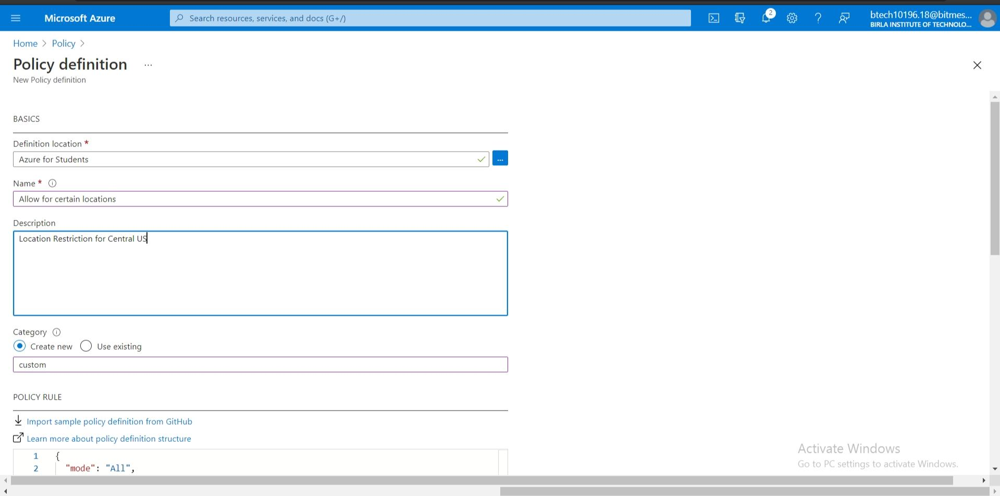 Microsoft Azure
Search resources, services, and docs (G+/)
2
btech10196.18@bitmes...
BIRLA INSTITUTE OF TECHNOLO...
Home > Policy >
Policy definition ...
New Policy definition
BASICS
Definition location *
Azure for Students
...
Name *
Allow for certain locations
Description
Location Restriction for Central US
Category
Create new Use existing
custom
POLICY RULE
Import sample policy definition from GitHub
Learn more about policy definition structure
1 {
2 "mode": "All",
Activate Windows
Go to PC settings to activate Windows.